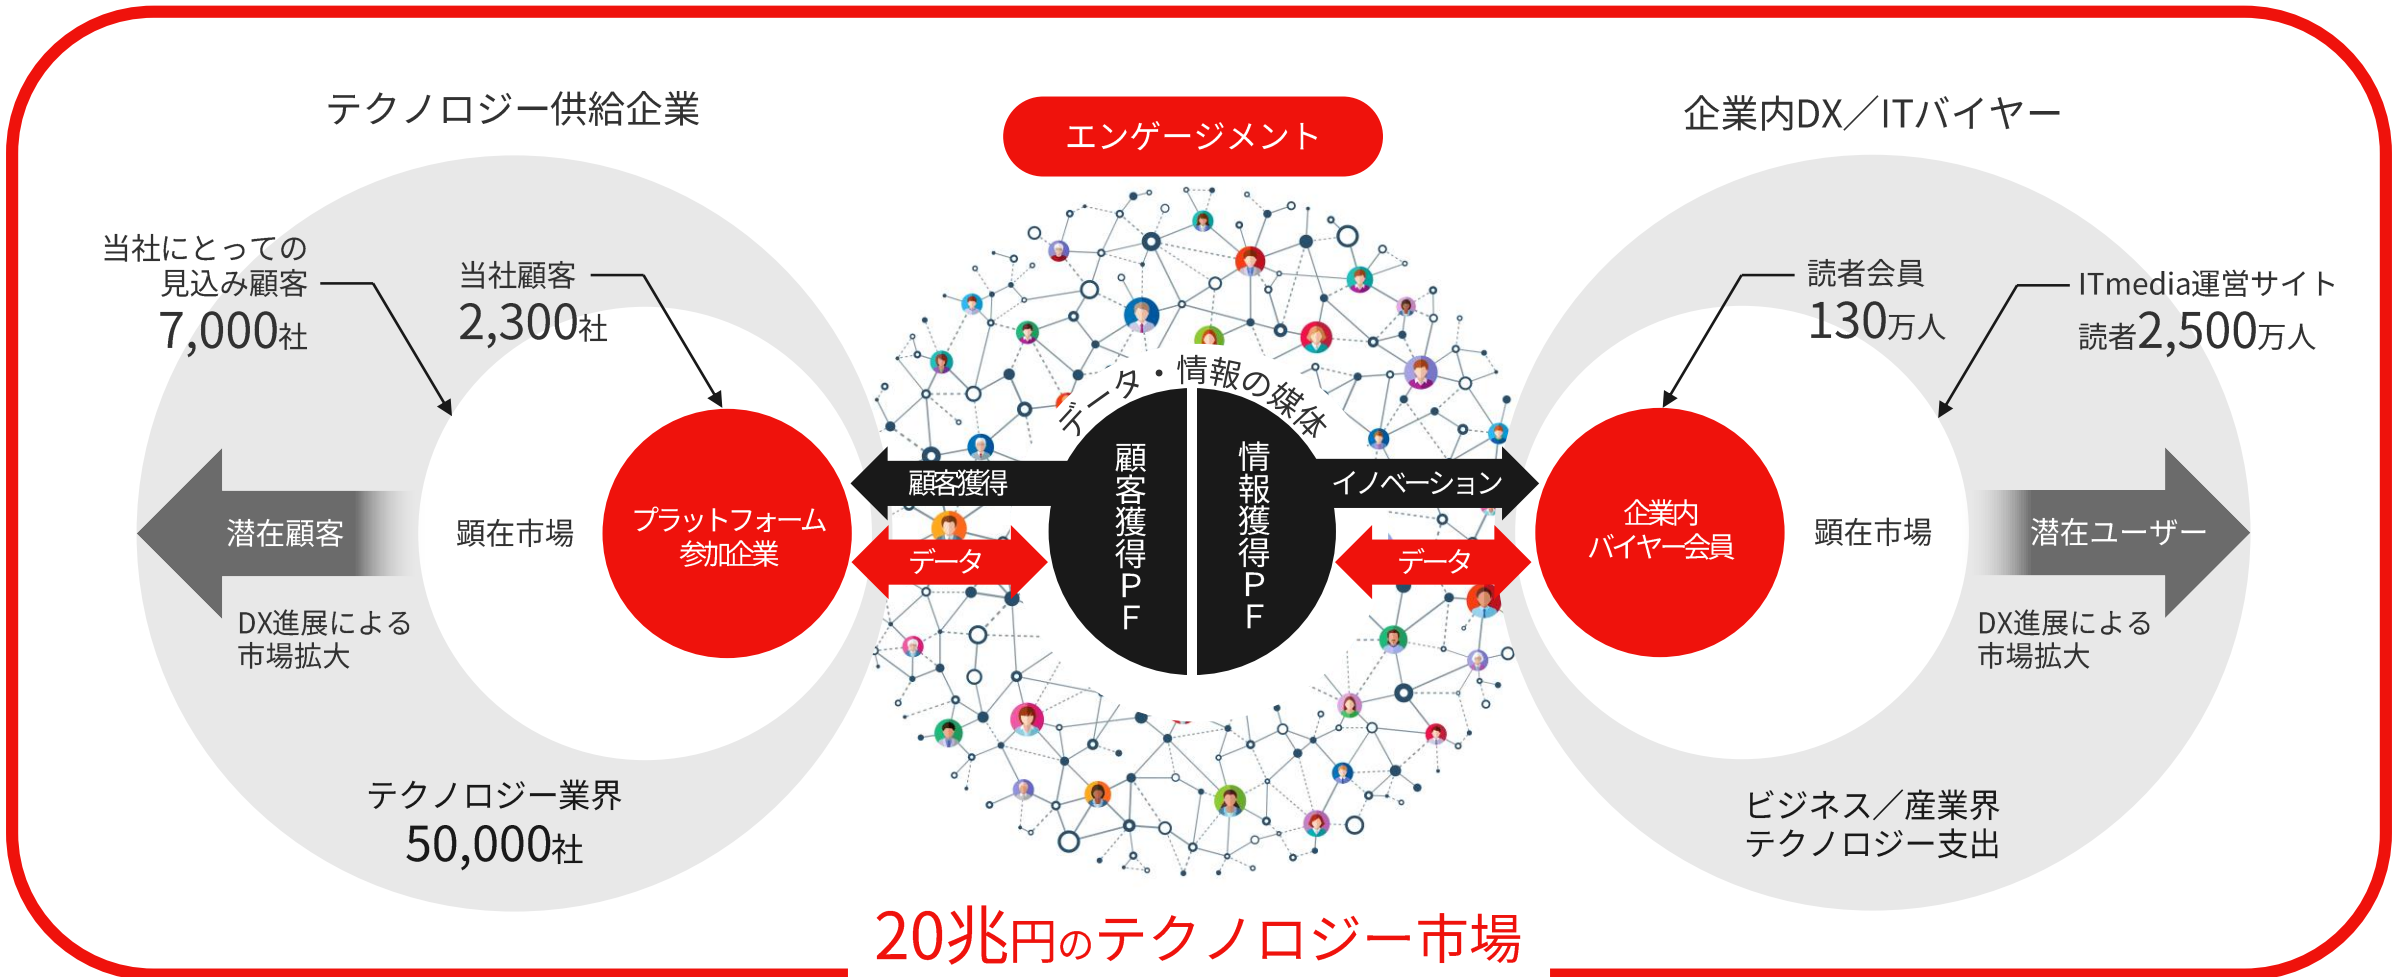 テクノロジー供給企業
当社にとっての
見込み顧客
7,000社
当社顧客
2,300社
潜在顧客
顕在市場
プラットフォーム
参加企業
DX進展による
市場拡大
テクノロジー業界
50,000社
エンゲージメント
データ・情報の媒体
顧客獲得
データ
顧客獲得PF
情報獲得PF
イノベーション
データ
企業内DX／ITバイヤー
読者会員
130万人
ITmedia運営サイト
読者2,500万人
企業内
バイヤー会員
顕在市場
潜在ユーザー
DX進展による
市場拡大
ビジネス／産業界
テクノロジー支出
20兆円のテクノロジー市場